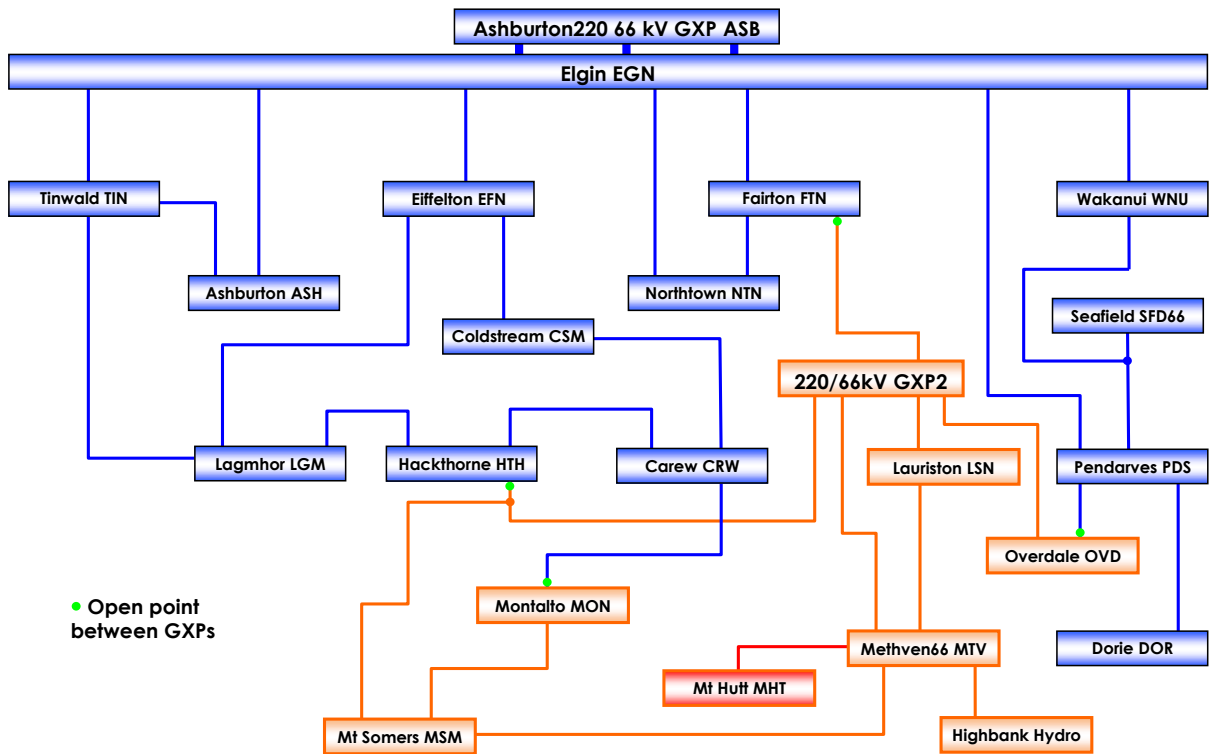 Ashburton220 66 kV GXP ASB
Elgin EGN
Tinwald TIN
Eiffelton EFN
Fairton FTN
Wakanui WNU
Ashburton ASH
Northtown NTN
Seafield SFD66
Coldstream CSM
220/66kV GXP2
Lagmhor LGM
Hackthorne HTH
Carew CRW
Lauriston LSN
Pendarves PDS
Overdale OVD
Open point
between GXPs
Montalto MON
Methven66 MTV
Dorie DOR
Mt Hutt MHT
Mt Somers MSM
Highbank Hydro